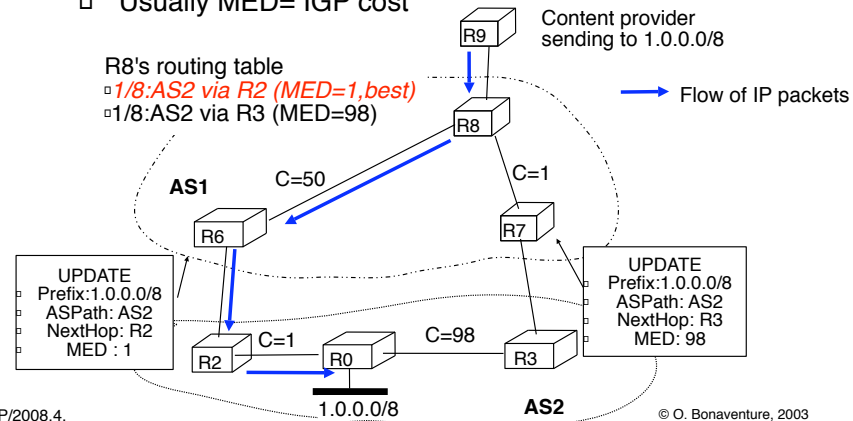 Usually MED= IGP cost
R9
Content provider
sending to 1.0.0.0/8
R8's routing table
1/8:AS2 via R2 (MED=1,best)
1/8:AS2 via R3 (MED=98)
Flow of IP packets
R8
AS1
C=50
C=1
R6
R7
UPDATE
Prefix:1.0.0.0/8
ASPath: AS2
NextHop: R2
MED : 1
UPDATE
Prefix:1.0.0.0/8
ASPath: AS2
NextHop: R3
MED: 98
R2
C=1
R0
C=98
R3
1.0.0.0/8
AS2
P/2008.4.
© O. Bonaventure, 2003